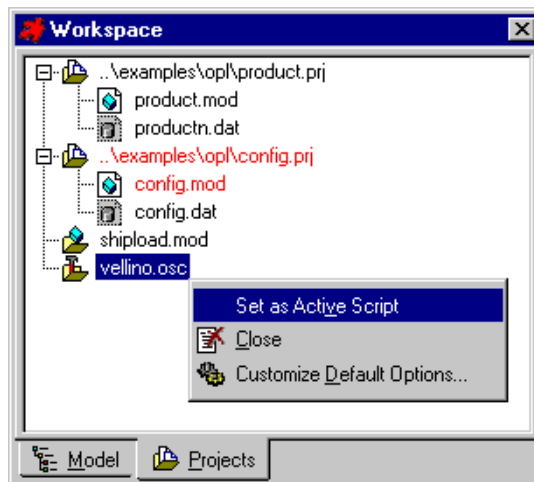 Workspace
..\examples\opl\product.prj
product.mod
productn.dat
..\examples\opl\config.prj
config.mod
config.dat
shipload.mod
vellino.osc
Set as Active Script
Close
Customize Default Options...
Model
Projects